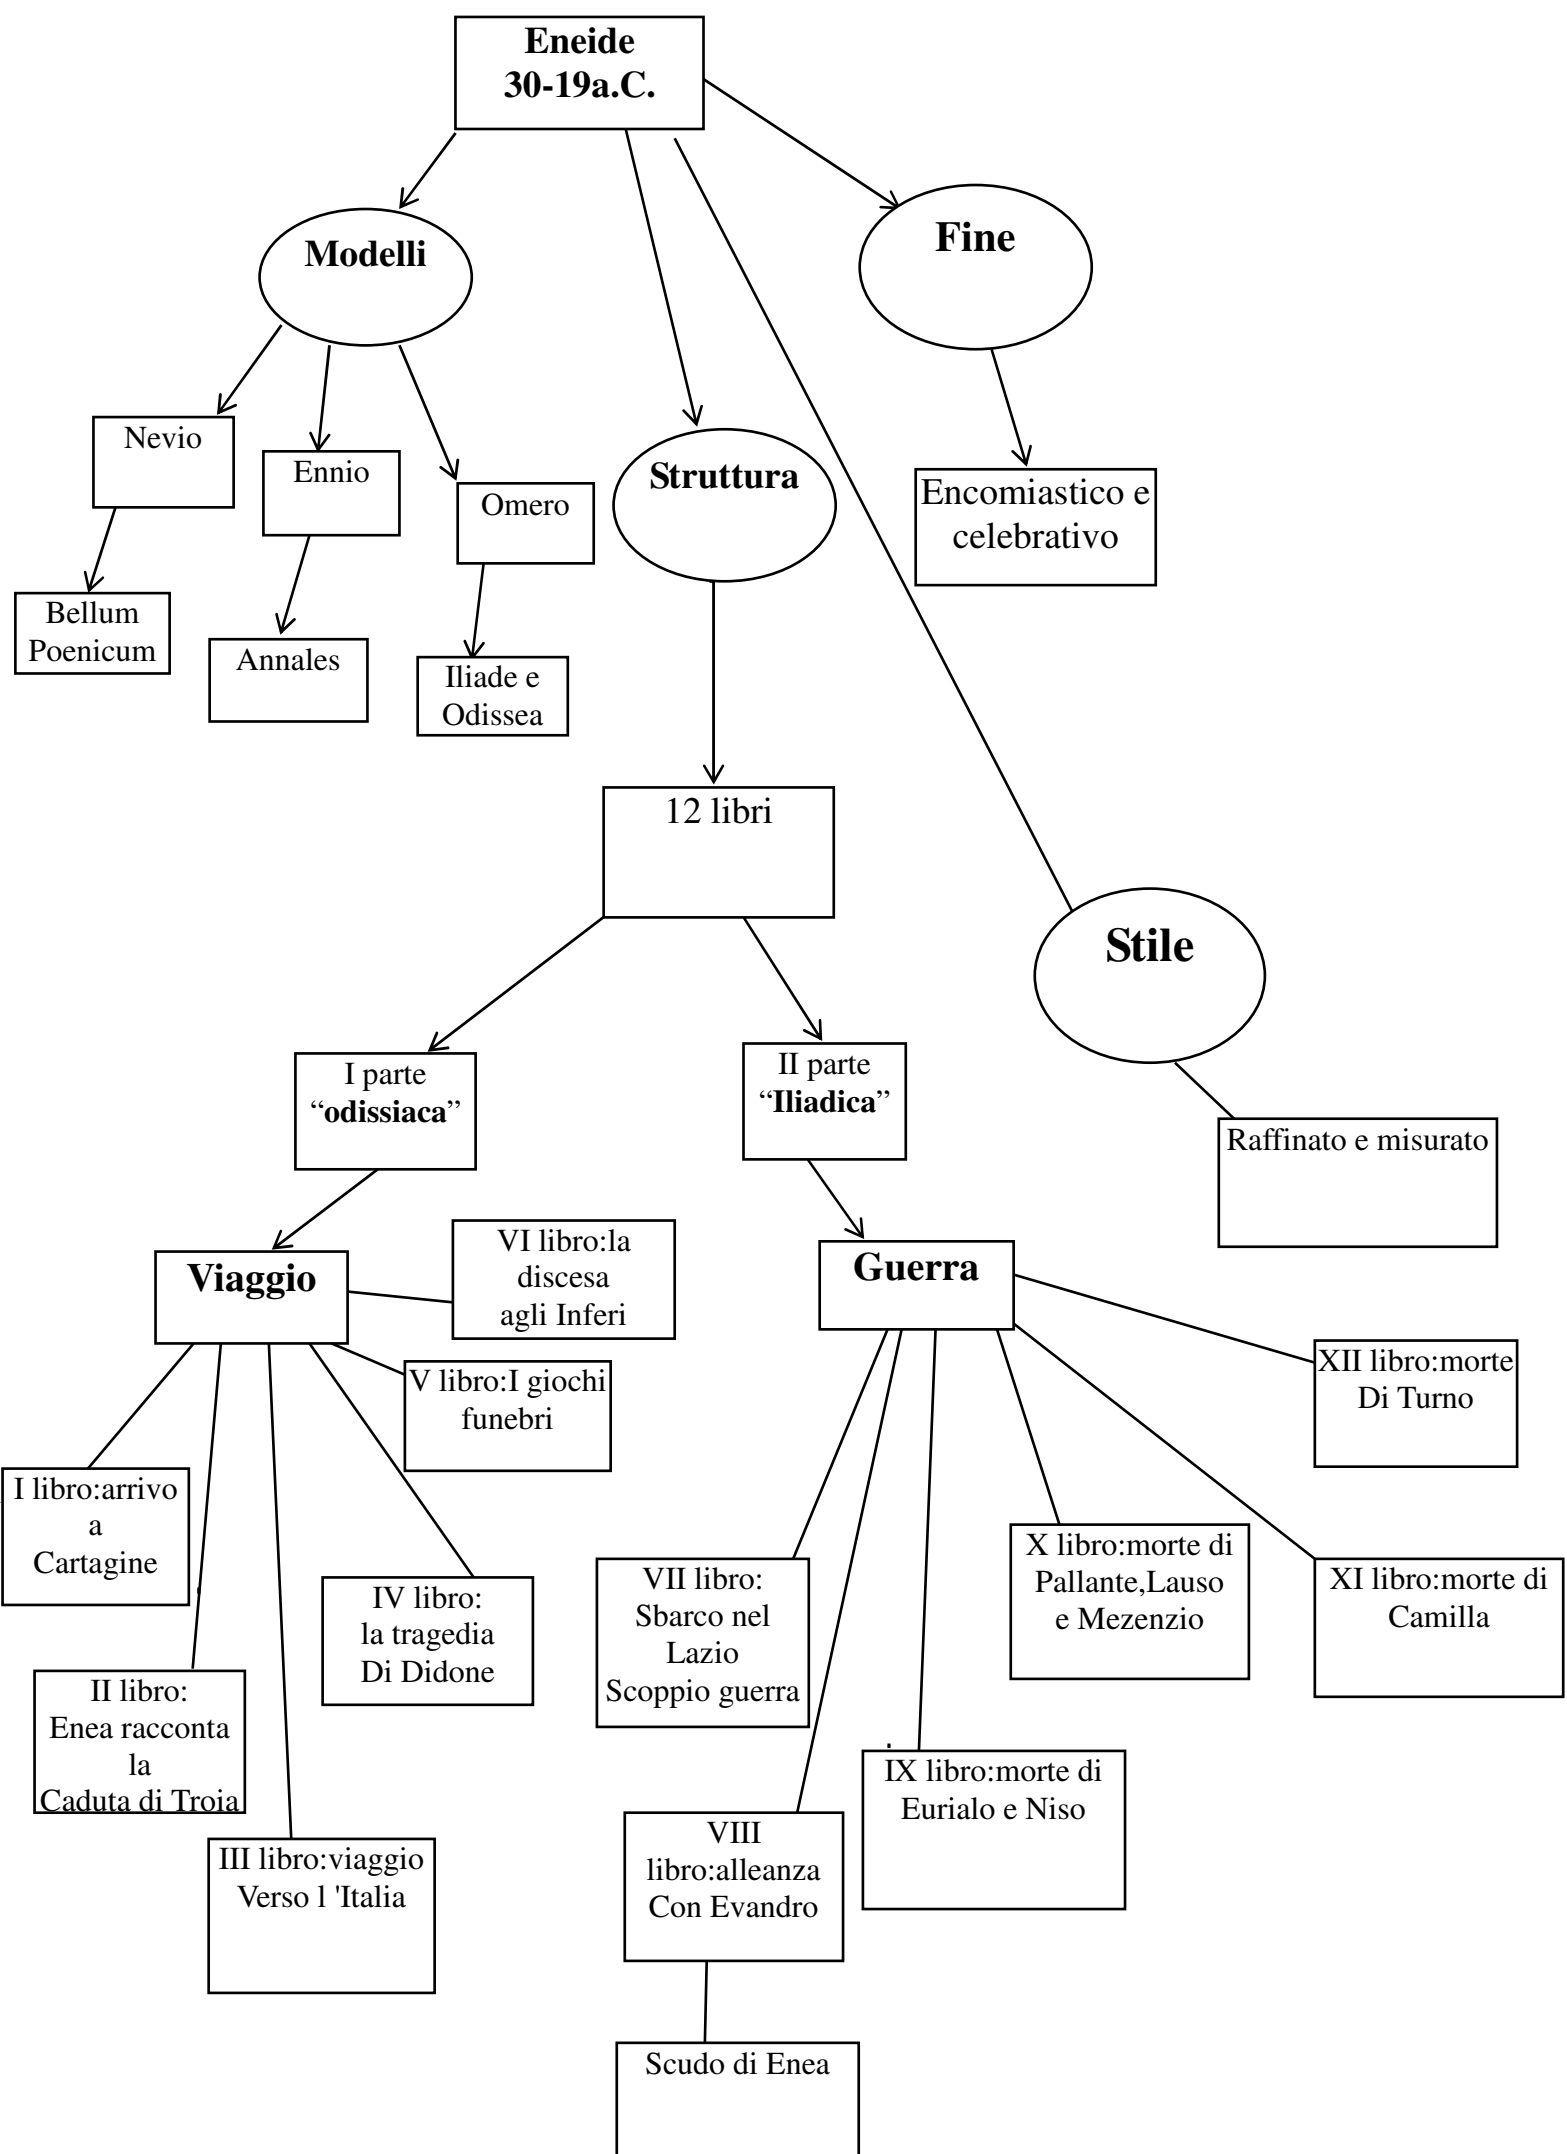 Eneide
30-19a.C.
Modelli
Fine
Nevio
Ennio
Omero
Struttura
Encomiastico e
celebrativo
Bellum
Poenicum
Annales
Iliade e
Odissea
12 libri
Stile
I parte
“odissiaca”
II parte
“Iliadica”
Raffinato e misurato
Viaggio
VI libro:la
discesa
agli Inferi
Guerra
V libro:I giochi
funebri
XII libro:morte
Di Turno
I libro:arrivo
a
Cartagine
IV libro:
la tragedia
Di Didone
VII libro:
Sbarco nel
Lazio
Scoppio guerra
X libro:morte di
Pallante,Lauso
e Mezenzio
XI libro:morte di
Camilla
II libro:
Enea racconta
la
Caduta di Troia
IX libro:morte di
Eurialo e Niso
III libro:viaggio
Verso l 'Italia
VIII
libro:alleanza
Con Evandro
Scudo di Enea